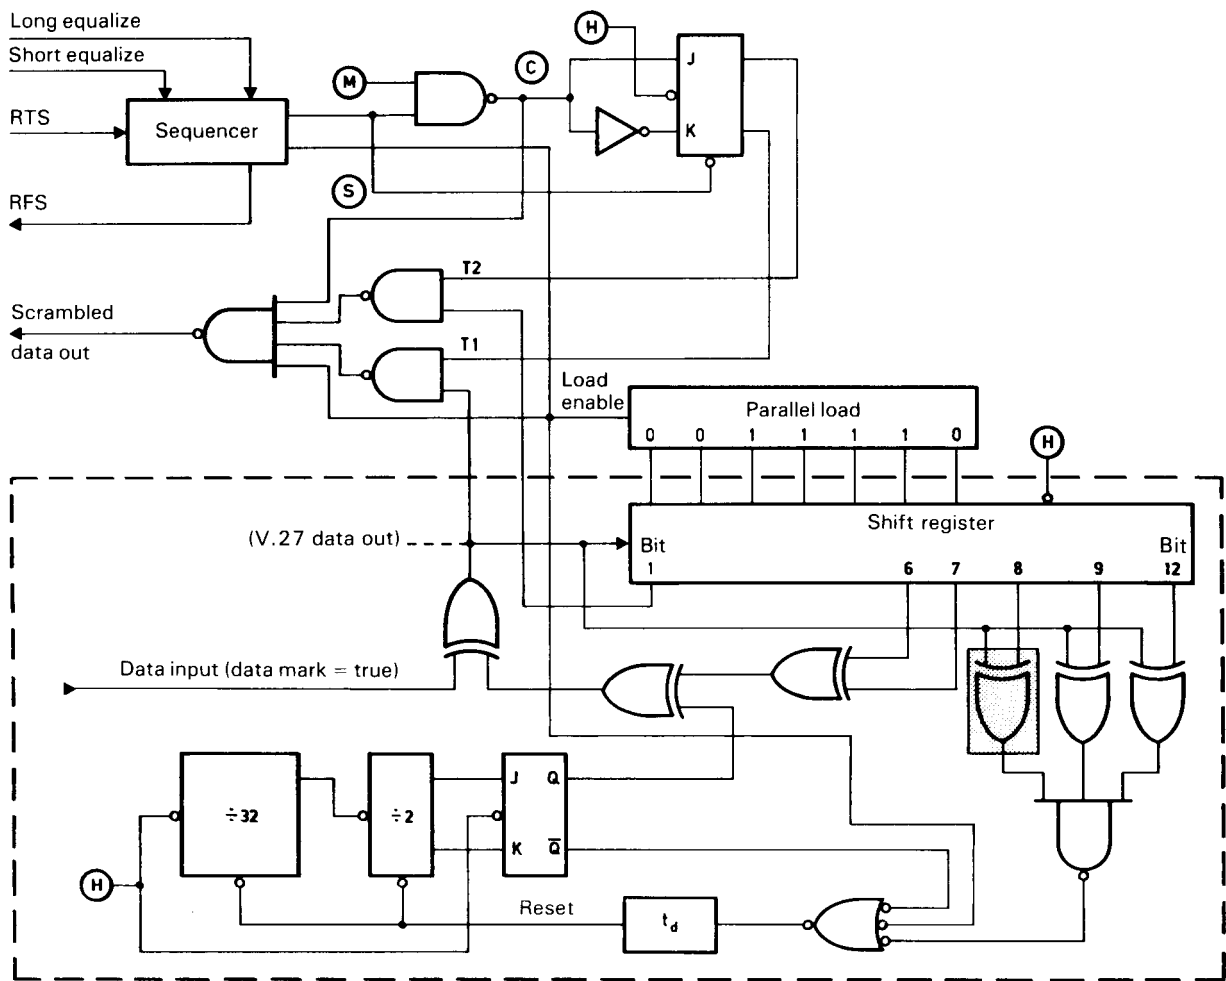 Long equalize
Short equalize
RTS
Sequencer
RFS
M
C
H
J
K
S
T2
T1
Scrambled
data out
Load
enable
Parallel load
0 0 1 1 1 1 0
H
Shift register
(V.27 data out)
Bit
1
6 7 8 9
Bit
12
Data input (data mark = true)
÷32
÷2
J Q
K Q̅
H
Reset
t_d